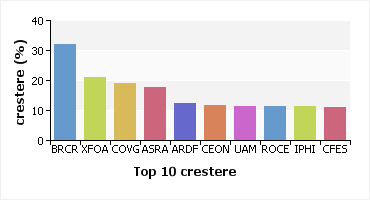 40
30
20
10
0
crestere (%)
BRCR XFOA COVG ASRA ARDF CEON UAM ROCE IPHI CFES
Top 10 crestere